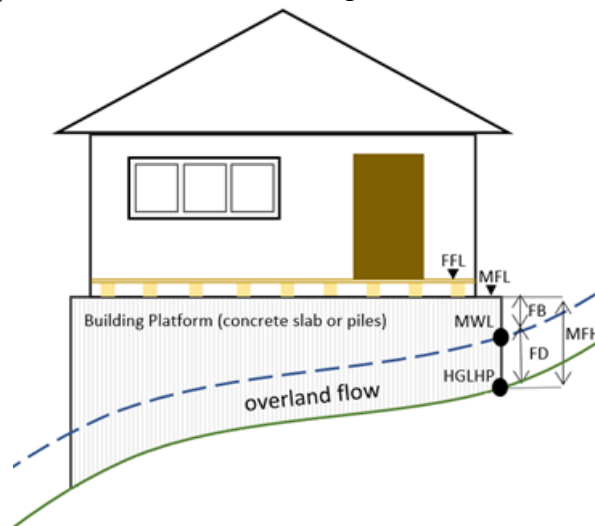 FFL
MFL
Building Platform (concrete slab or piles)
MWL
FB
MFH
FD
HGLHP
overland flow